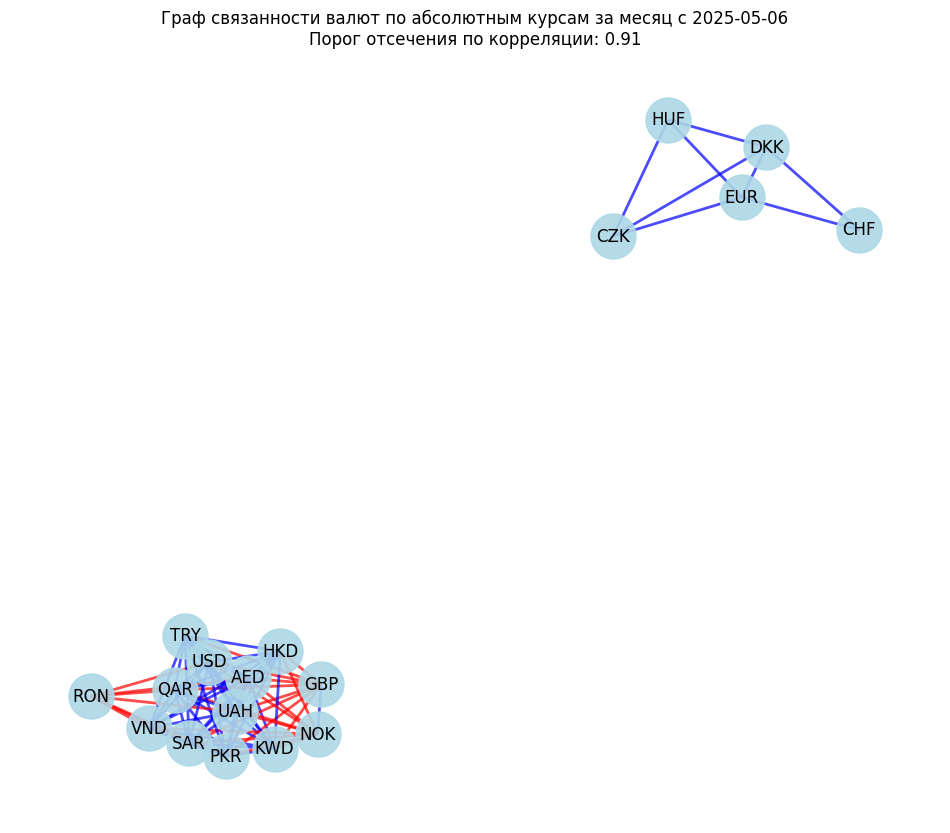 Граф связанности валют по абсолютным курсам за месяц с 2025-05-06
Порог отсечения по корреляции: 0.91
HUF
DKK
EUR
CZK
CHF
TRY
HKD
USD
AED
GBP
QAR
RON
UAH
VND
NOK
SAR
KWD
PKR